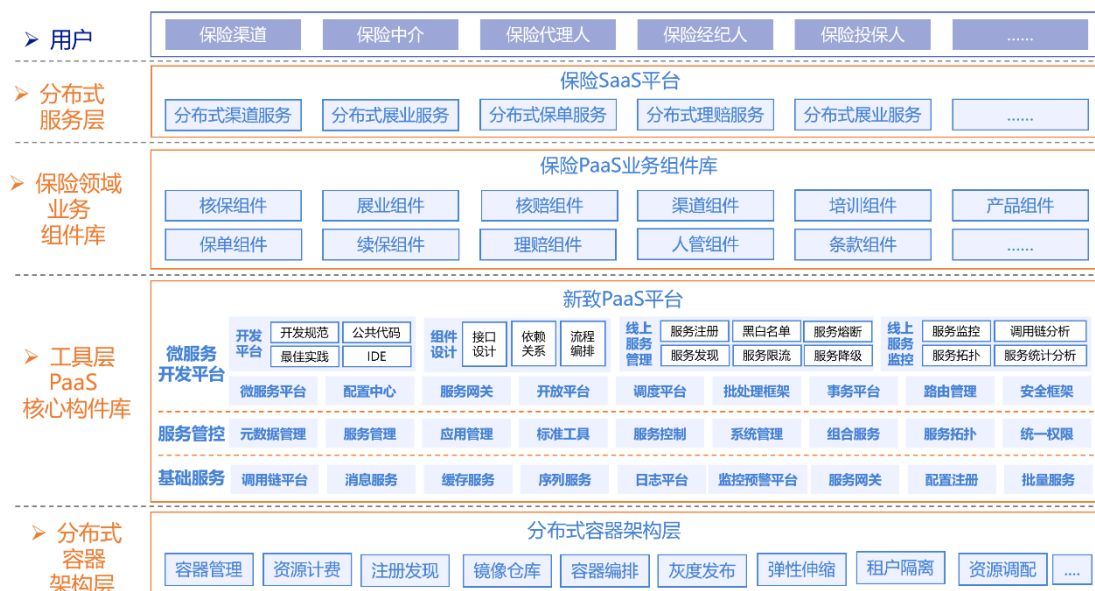 用户
保险渠道 保险中介 保险代理人 保险经纪人 保险投保人 ......
分布式
服务层
保险SaaS平台
分布式渠道服务 分布式展业服务 分布式保单服务 分布式理赔服务 分布式展业服务 ......
保险领域
业务
组件库
保险PaaS业务组件库
核保组件 展业组件 核赔组件 渠道组件 培训组件 产品组件
保单组件 续保组件 理赔组件 人管组件 条款组件 ......
工具层
PaaS
核心构件库
新致PaaS平台
微服务
开发平台
开发
平台
开发规范 公共代码
最佳实践 IDE
组件
设计
接口
设计
依赖
关系
流程
编排
线上
服务
管理
服务注册 黑白名单 服务熔断
服务发现 服务限流 服务降级
线上
服务
监控
服务监控 调用链分析
服务拓扑 服务统计分析
微服务平台 配置中心 服务网关 开放平台 调度平台 批处理框架 事务平台 路由管理 安全框架
服务管控 元数据管理 服务管理 应用管理 标准工具 服务控制 系统管理 组合服务 服务拓扑 统一权限
基础服务 调用链平台 消息服务 缓存服务 序列服务 日志平台 监控预警平台 服务网关 配置注册 批量服务
分布式
容器
架构层
分布式容器架构层
容器管理 资源计费 注册发现 镜像仓库 容器编排 灰度发布 弹性伸缩 租户隔离 资源调配 ....